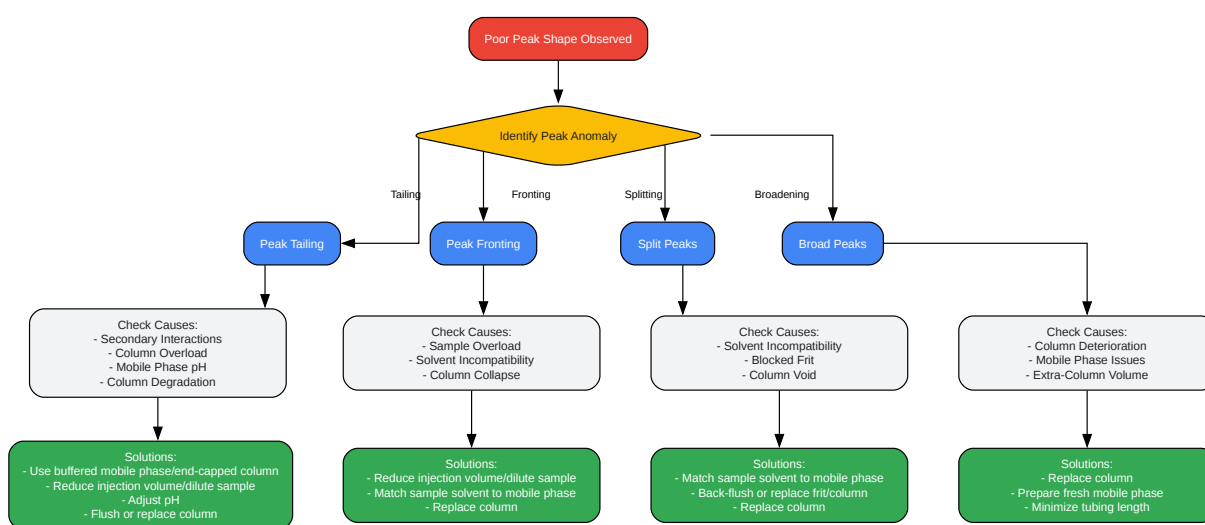 Poor Peak Shape Observed
Identify Peak Anomaly
Tailing
Fronting
Splitting
Broadening
Peak Tailing
Peak Fronting
Split Peaks
Broad Peaks
Check Causes:
- Secondary Interactions
- Column Overload
- Mobile Phase pH
- Column Degradation
Check Causes:
- Sample Overload
- Solvent Incompatibility
- Column Collapse
Check Causes:
- Solvent Incompatibility
- Blocked Frit
- Column Void
Check Causes:
- Column Deterioration
- Mobile Phase Issues
- Extra-Column Volume
Solutions:
- Use buffered mobile phase/end-capped column
- Reduce injection volume/dilute sample
- Adjust pH
- Flush or replace column
Solutions:
- Reduce injection volume/dilute sample
- Match sample solvent to mobile phase
- Replace column
Solutions:
- Match sample solvent to mobile phase
- Back-flush or replace frit/column
- Replace column
Solutions:
- Replace column
- Prepare fresh mobile phase
- Minimize tubing length